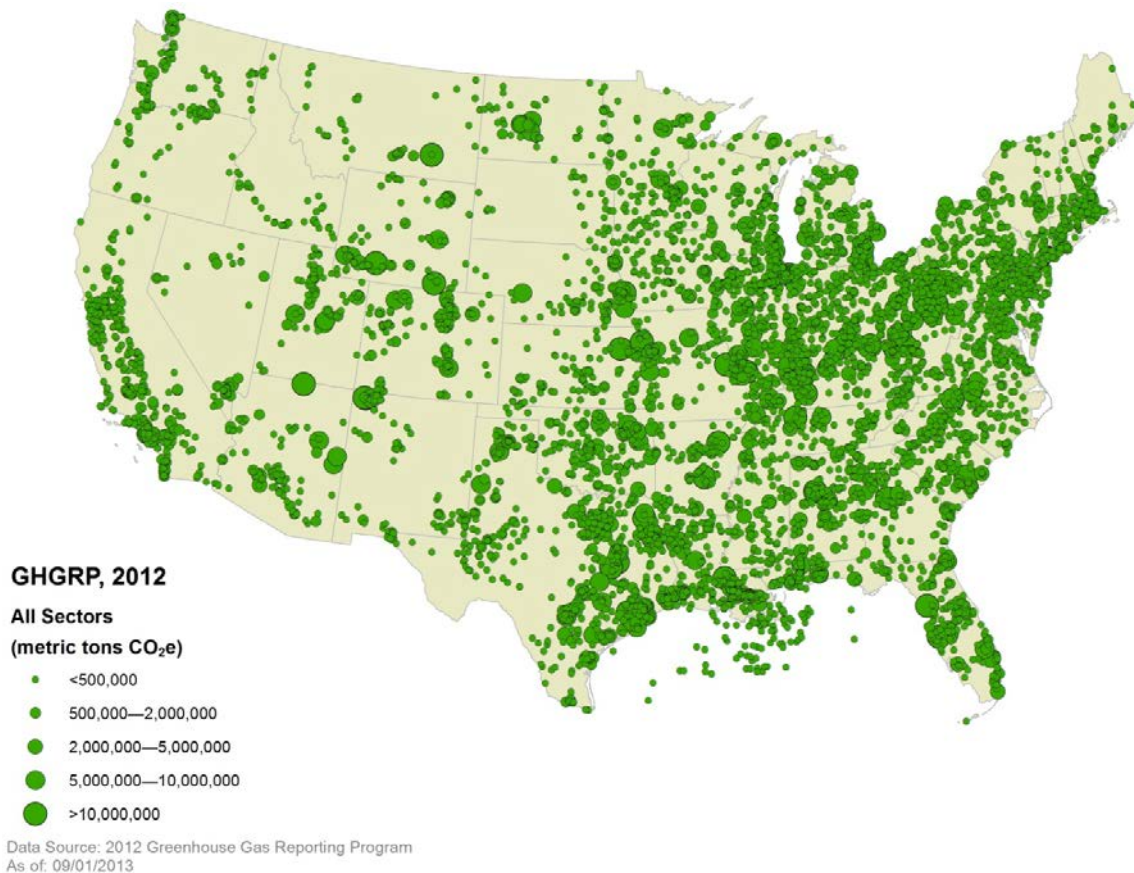 GHGRP, 2012
All Sectors
(metric tons CO₂e)
<500,000
500,000—2,000,000
2,000,000—5,000,000
5,000,000—10,000,000
>10,000,000
Data Source: 2012 Greenhouse Gas Reporting Program
As of: 09/01/2013